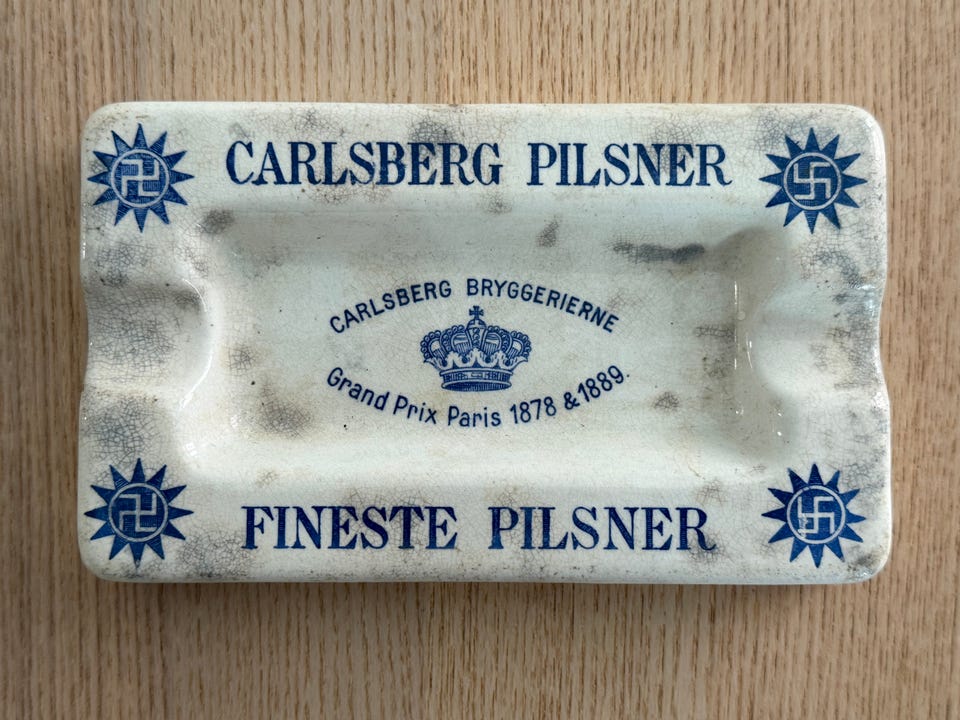 CARLSBERG PILSNER
CARLSBERG BRYGGERIERNE
Grand Prix Paris 1878 & 1889.
FINESTE PILSNER